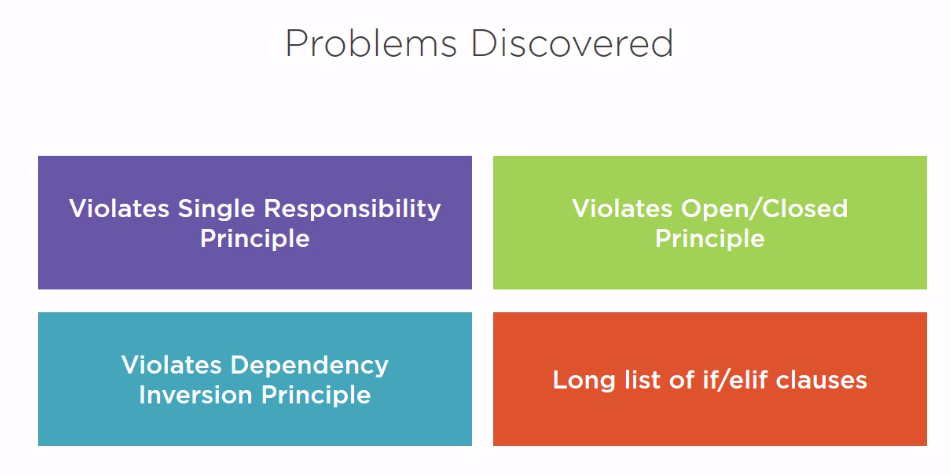 Problems Discovered
Violates Single Responsibility
Principle
Violates Open/Closed
Principle
Violates Dependency
Inversion Principle
Long list of if/elif clauses